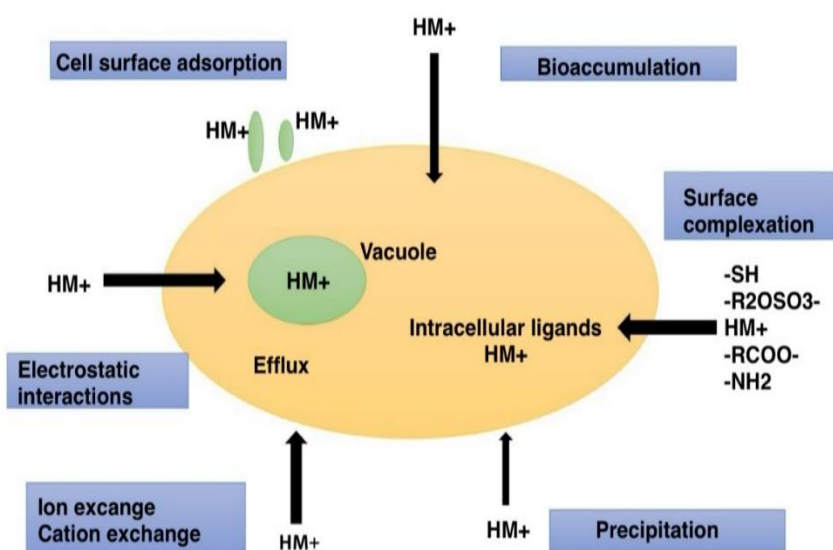 HM+
Cell surface adsorption
Bioaccumulation
HM+
HM+
Surface
complexation
Vacuole
HM+
HM+
-SH
-R2OSO3-
HM+
-RCOO-
-NH2
Intracellular ligands
HM+
Efflux
Electrostatic
interactions
Ion excange
Cation exchange
HM+
HM+
Precipitation